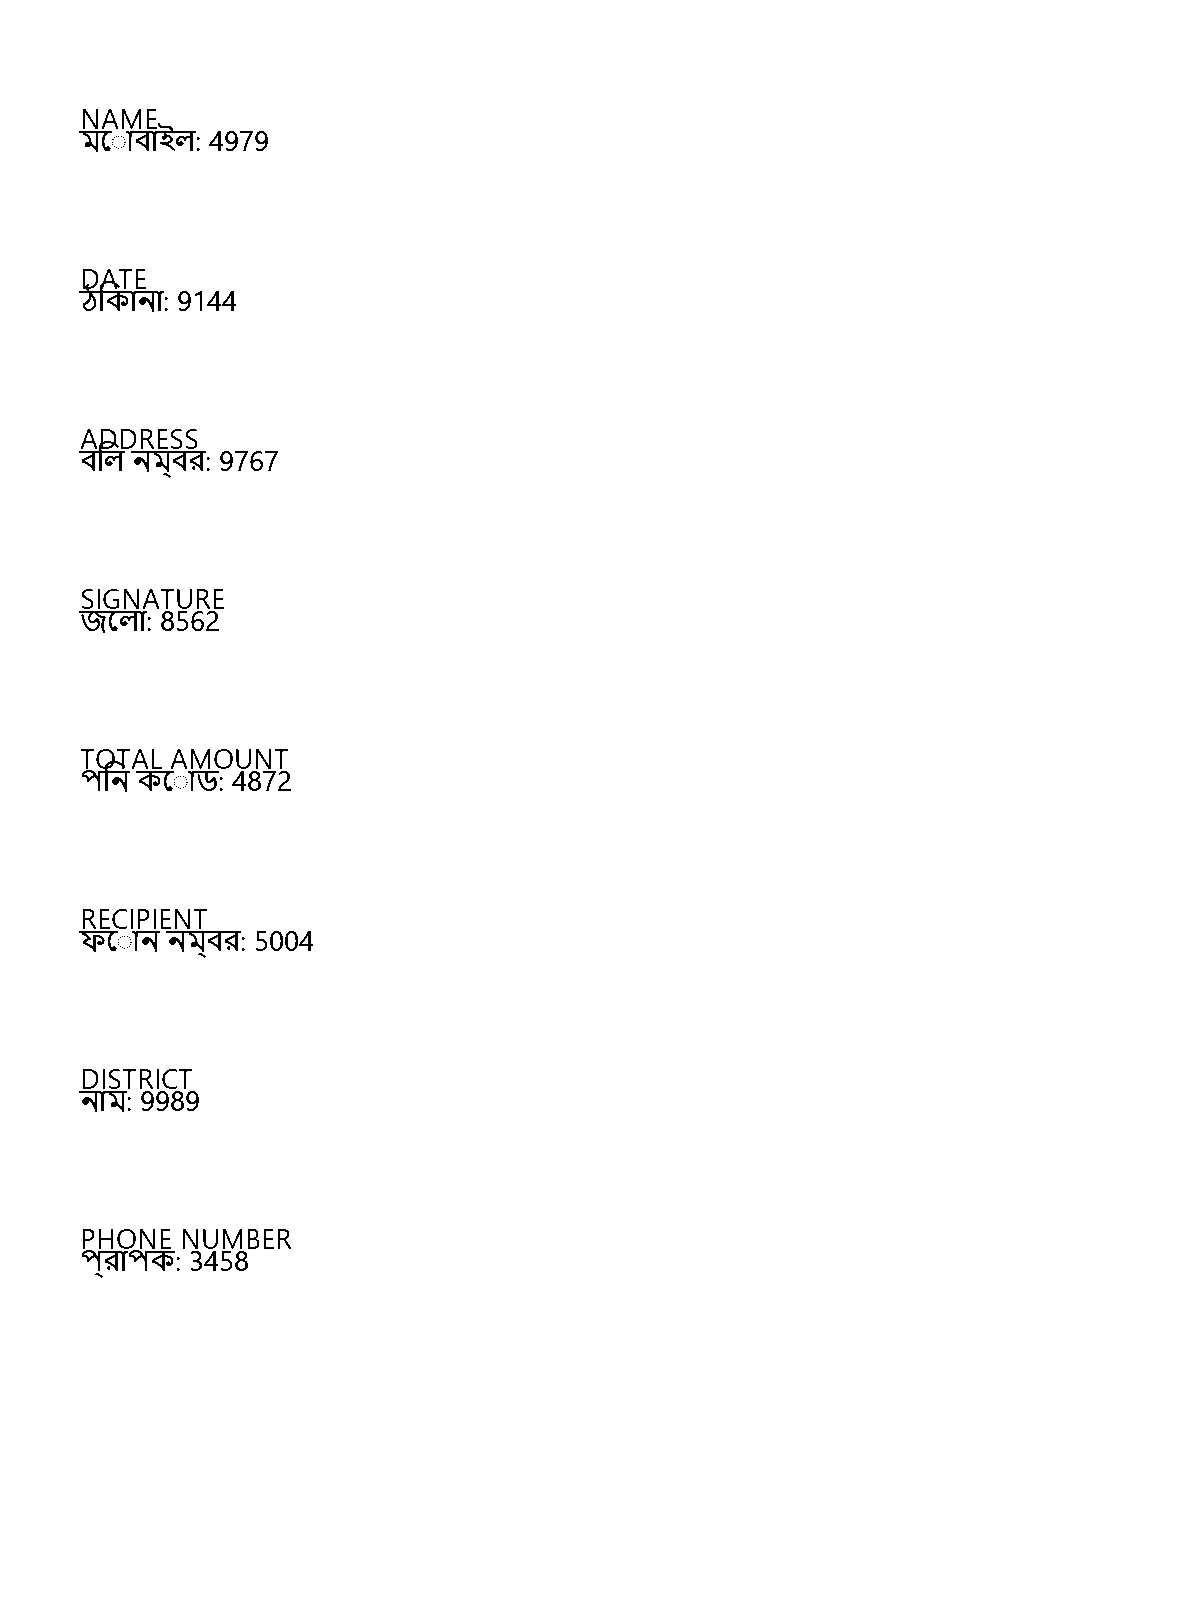 NAME
মোবাইল: 4979
DATE
ঠিকানা: 9144
ADDRESS
বিল নম্বর: 9767
SIGNATURE
জেলা: 8562
TOTAL AMOUNT
পিন কোড: 4872
RECIPIENT
ফোন নম্বর: 5004
DISTRICT
নাম: 9989
PHONE NUMBER
প্রাপক: 3458